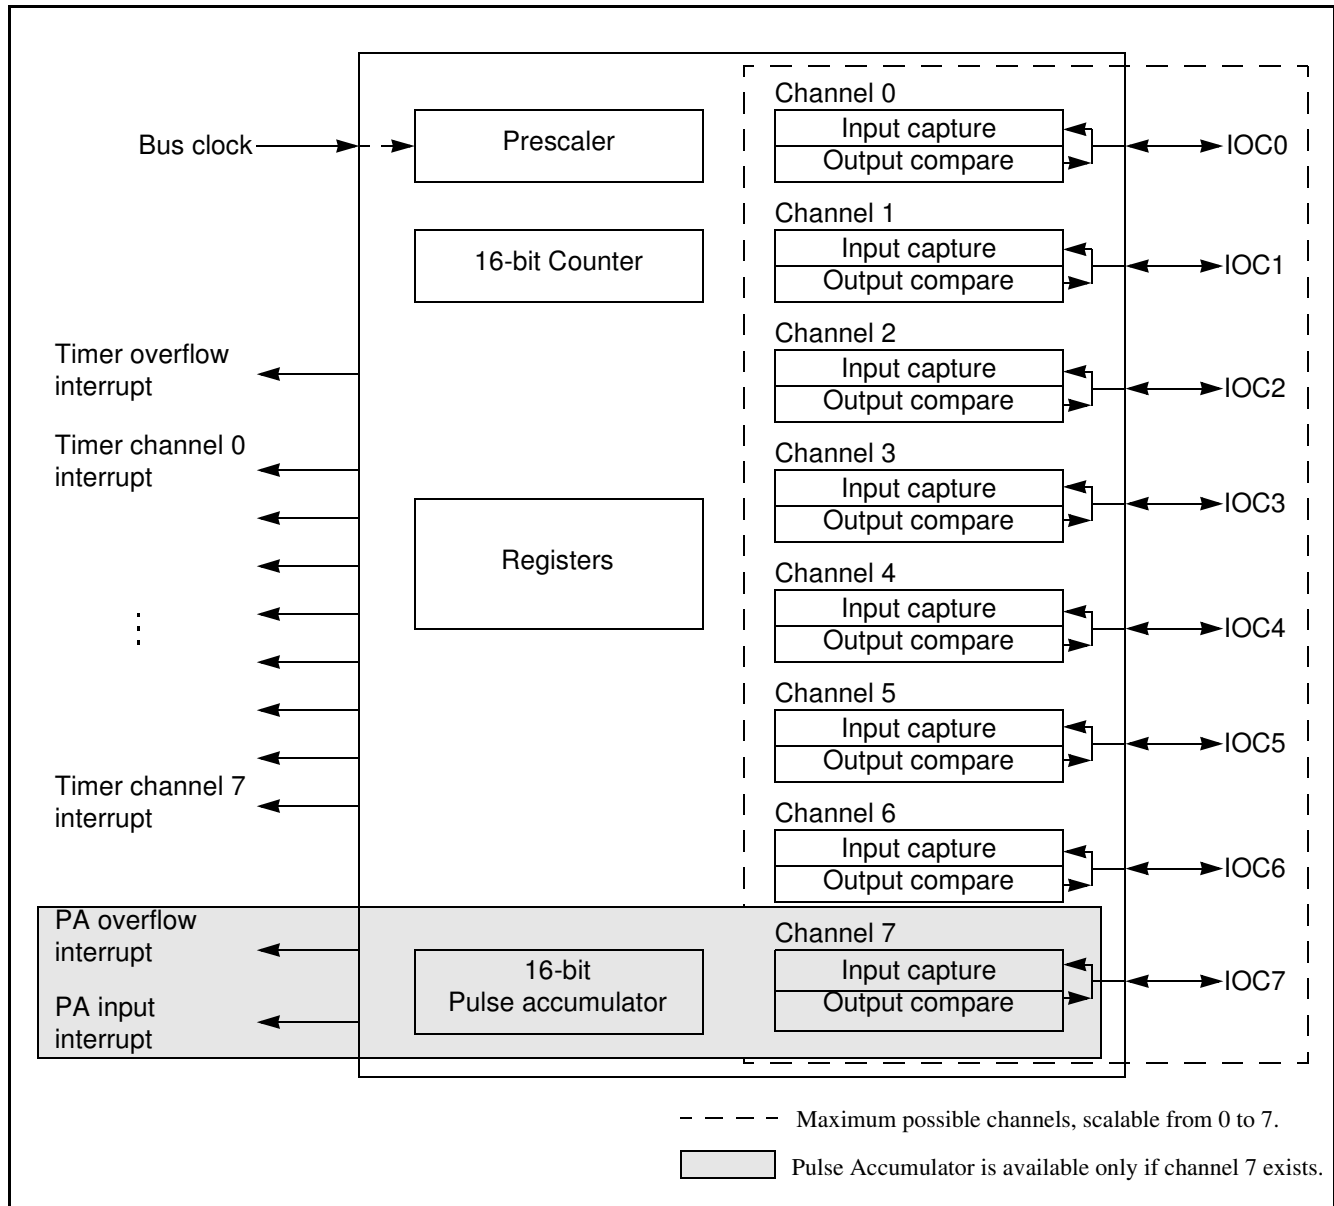 Channel 0
Bus clock
Prescaler
Input capture
Output compare
IOC0
Channel 1
16-bit Counter
Input capture
Output compare
IOC1
Channel 2
Timer overflow
interrupt
Input capture
Output compare
IOC2
Timer channel 0
interrupt
Channel 3
Input capture
Output compare
IOC3
Registers
Channel 4
Input capture
Output compare
IOC4
Channel 5
Input capture
Output compare
IOC5
Timer channel 7
interrupt
Channel 6
Input capture
Output compare
IOC6
PA overflow
interrupt
PA input
interrupt
16-bit
Pulse accumulator
Channel 7
Input capture
Output compare
IOC7
Maximum possible channels, scalable from 0 to 7.
Pulse Accumulator is available only if channel 7 exists.